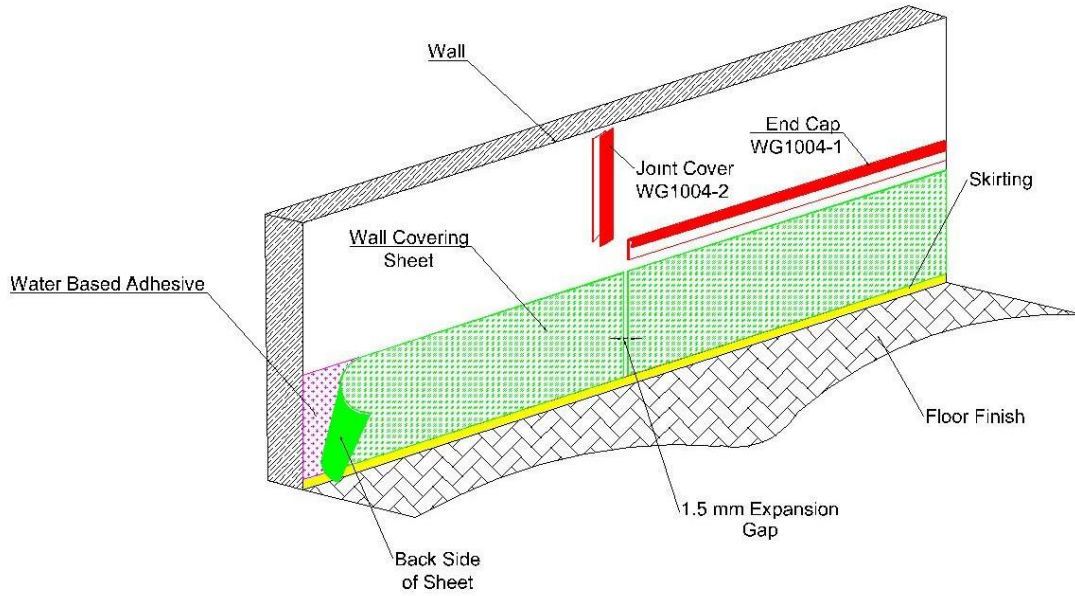 Wall
End Cap
WG1004-1
Joint Cover
WG1004-2
Skirting
Wall Covering
Sheet
Water Based Adhesive
Floor Finish
1.5 mm Expansion
Gap
Back Side
of Sheet